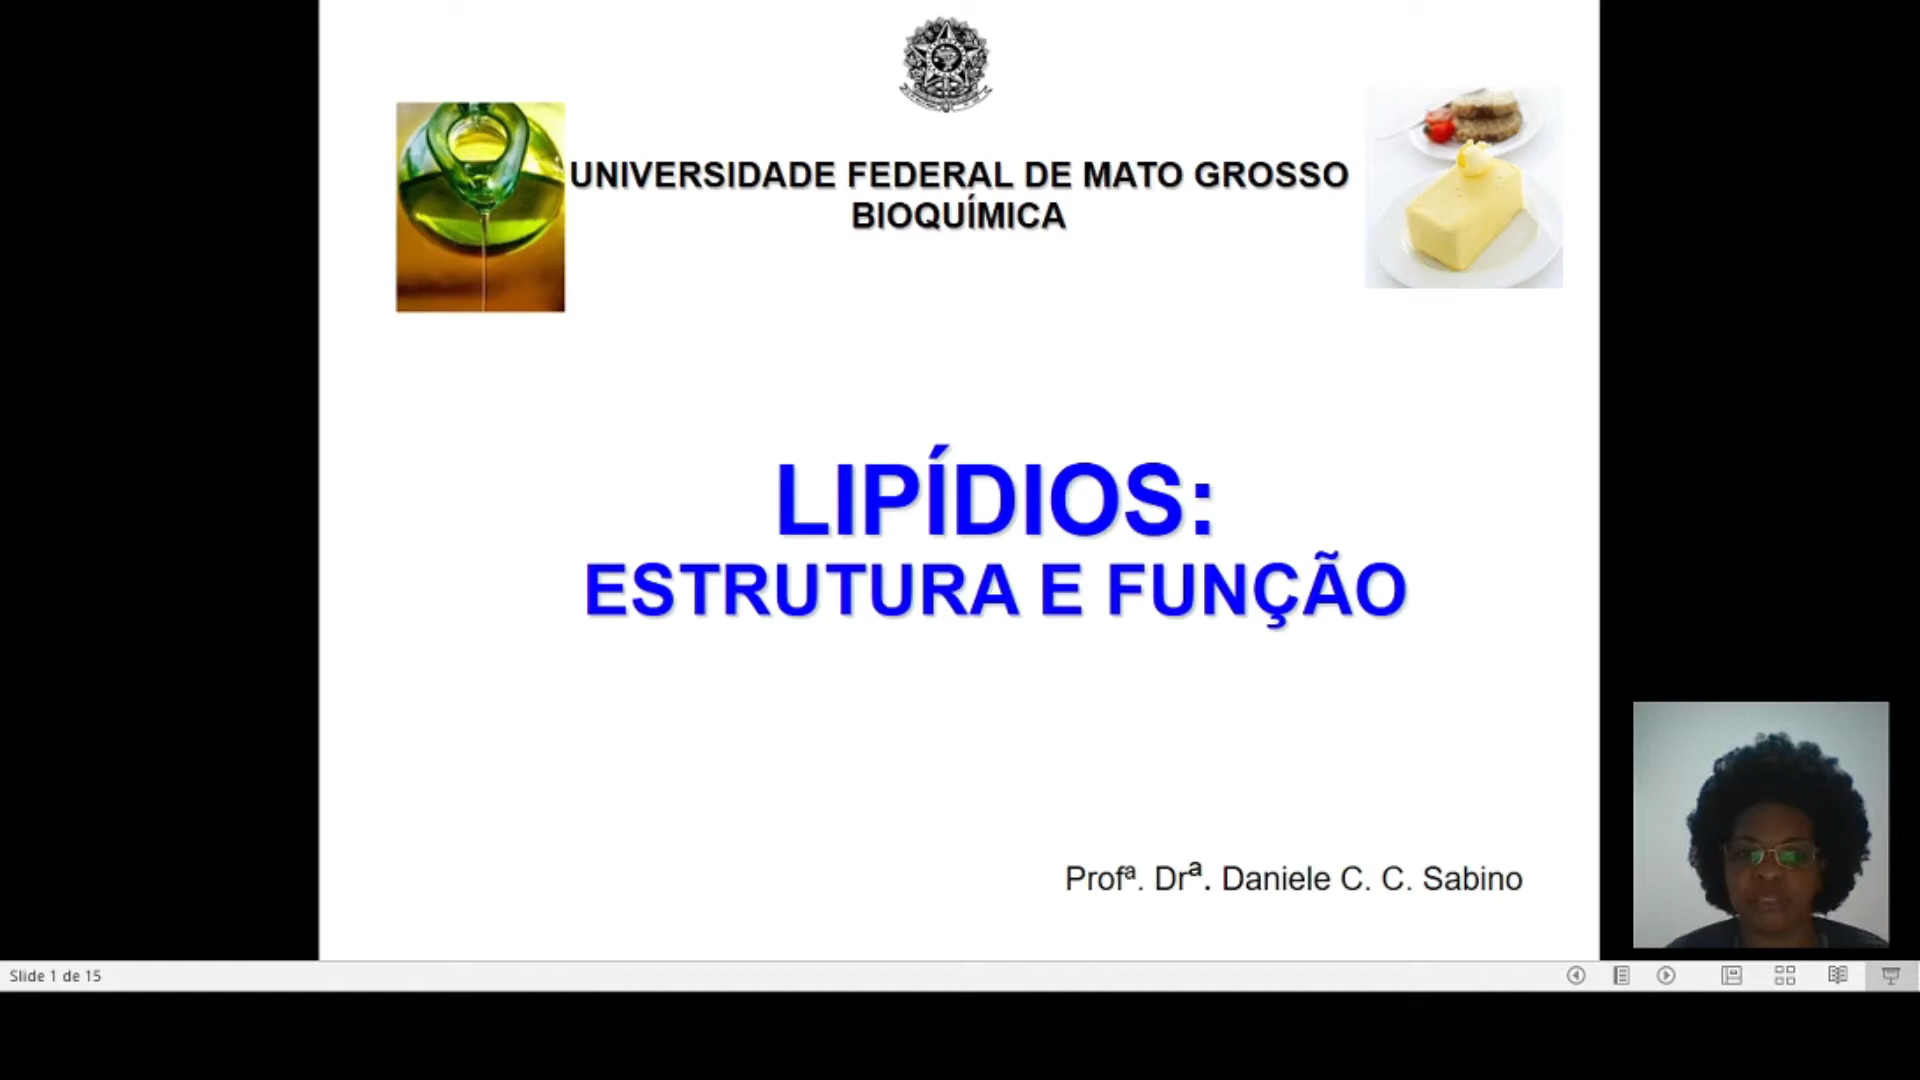 UNIVERSIDADE FEDERAL DE MATO GROSSO
BIOQUÍMICA
LIPÍDIOS:
ESTRUTURA E FUNÇÃO
Profª. Drª. Daniele C. C. Sabino
Slide 1 de 15